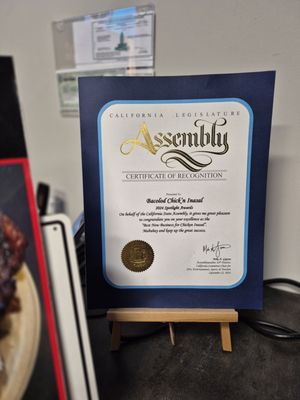 CALIFORNIA LEGISLATURE
Assembly
CERTIFICATE OF RECOGNITION
Presented to
Bacolod Chick'n Inasal
2024 Spotlight Awards
On behalf of the California State Assembly, it gives me great pleasure
to congratulate you on your excellence as the
"Best New Business for Chicken Inasal".
Mabuhay and keep up the great success.